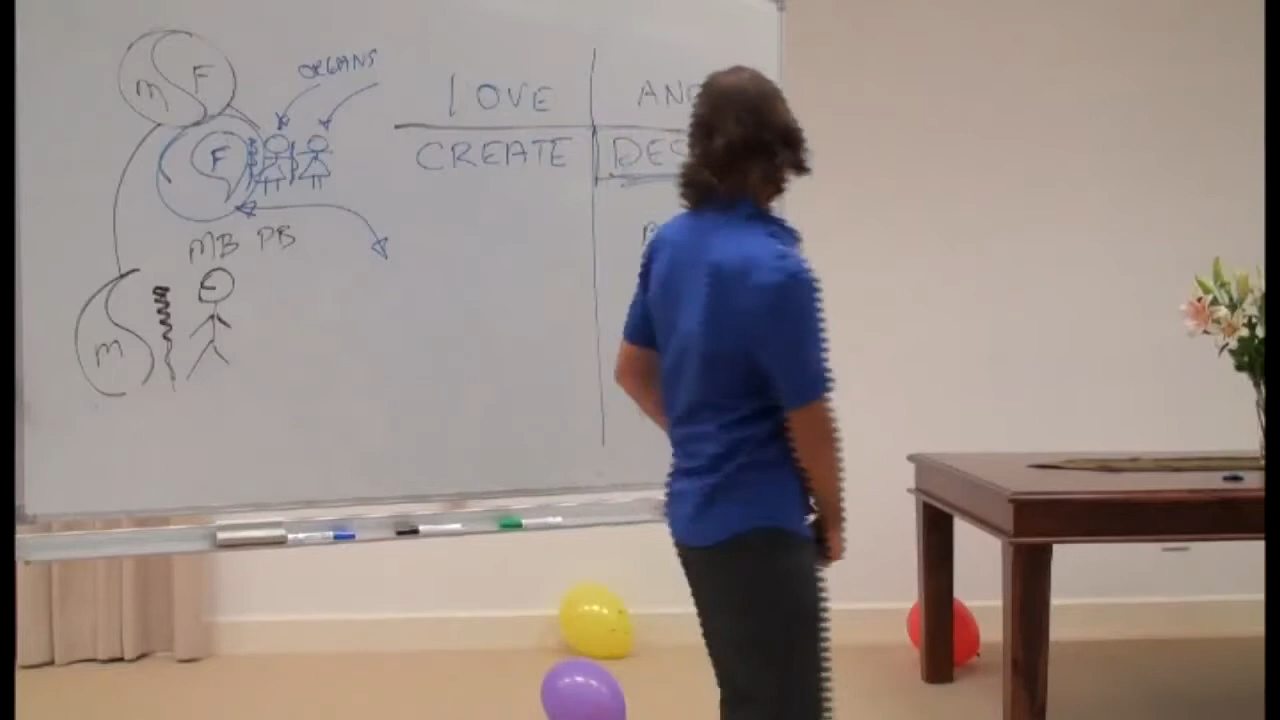 ORGANS
M F
LOVE
CREATE
F
MB PB
M